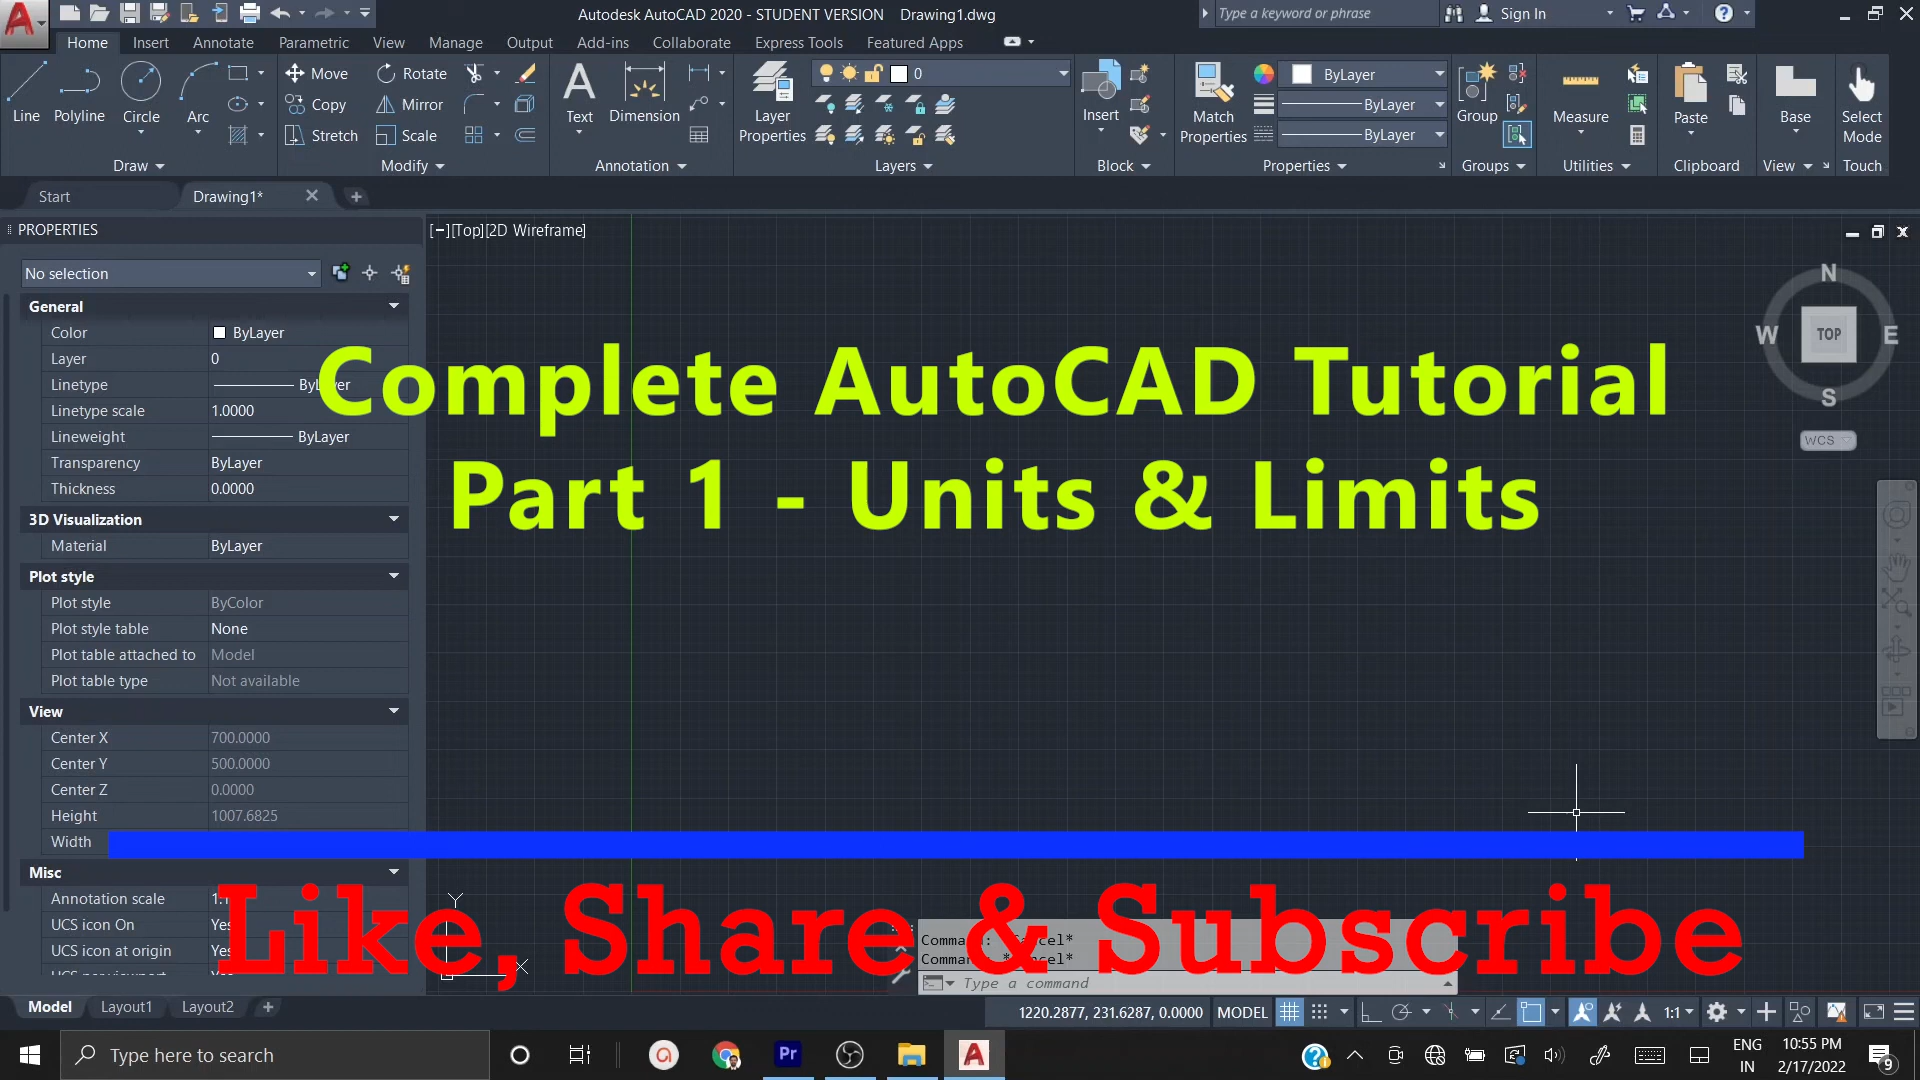 Autodesk AutoCAD 2020 - STUDENT VERSION Drawing1.dwg
Type a keyword or phrase
Sign In
Home Insert Annotate Parametric View Manage Output Add-ins Collaborate Express Tools Featured Apps
Line Polyline Circle Arc
Move Rotate
Copy Mirror
Stretch Scale
Text Dimension
Layer Properties
0
Insert
Match Properties
ByLayer
ByLayer
ByLayer
Group
Measure
Paste
Base
Select Mode
Draw Modify Annotation Layers Block Properties Groups Utilities Clipboard View Touch
Start Drawing1*
PROPERTIES
[−][Top][2D Wireframe]
No selection
General
Color ByLayer
Layer 0
Linetype
Linetype scale 1.0000
Lineweight ByLayer
Transparency ByLayer
Thickness 0.0000
3D Visualization
Material ByLayer
Plot style
Plot style ByColor
Plot style table None
Plot table attached to Model
Plot table type Not available
View
Center X 700.0000
Center Y 500.0000
Center Z 0.0000
Height 1007.6825
Width
Misc
Annotation scale
UCS icon On Yes
UCS icon at origin Yes
N
W TOP E
S
WCS
Complete AutoCAD Tutorial
Part 1 - Units & Limits
Like, Share & Subscribe
Y
X
Command:
Type a command
Model Layout1 Layout2
1220.2877, 231.6287, 0.0000 MODEL 1:1
Type here to search
Pr
ENG
IN
10:55 PM
2/17/2022
9